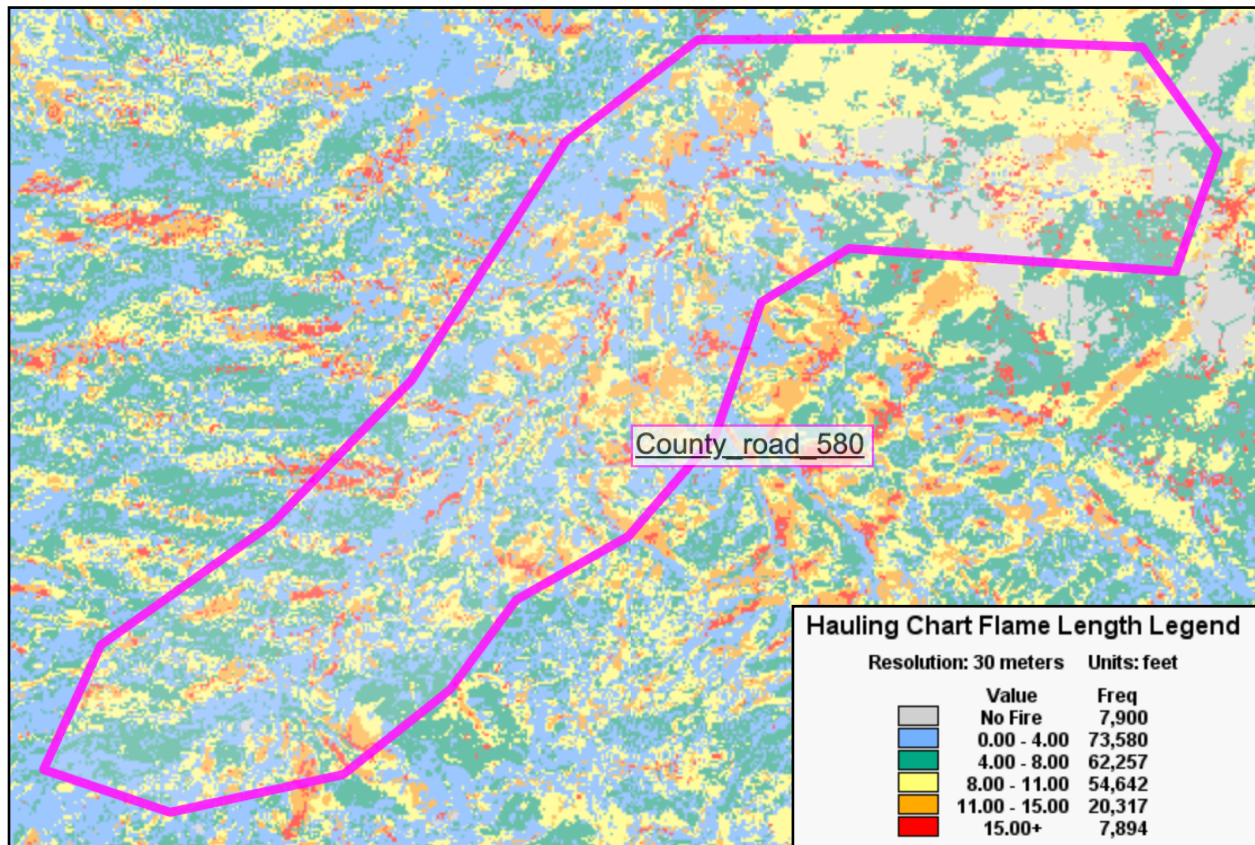 County_road_580
Hauling Chart Flame Length Legend
Resolution: 30 meters Units: feet
Value Freq
No Fire 7,900
0.00 - 4.00 73,580
4.00 - 8.00 62,257
8.00 - 11.00 54,642
11.00 - 15.00 20,317
15.00+ 7,894